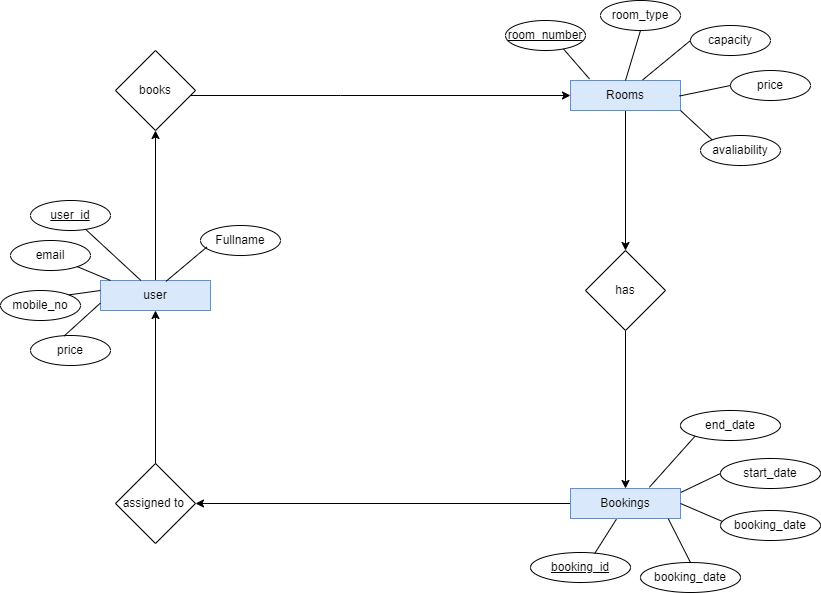 room_type
room_number
capacity
books
price
Rooms
avaliability
user_id
Fullname
email
has
user
mobile_no
price
end_date
start_date
assigned to
Bookings
booking_date
booking_id
booking_date